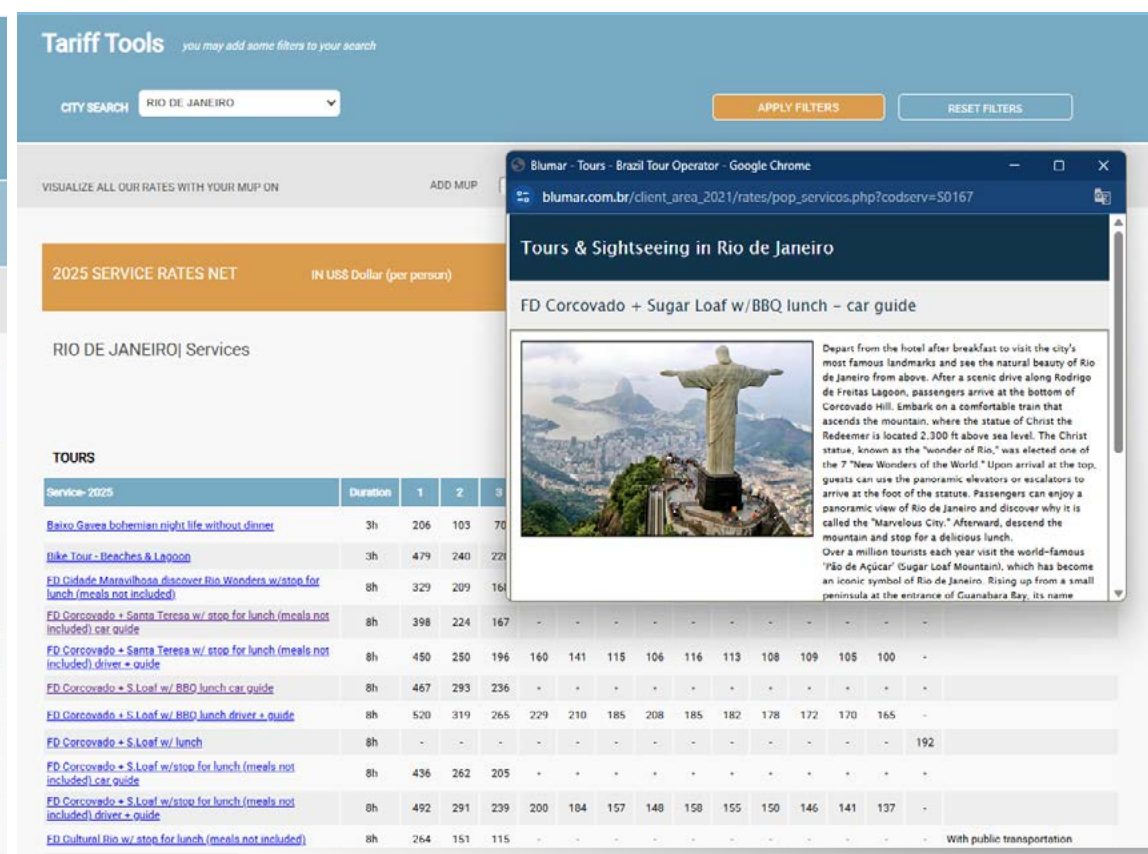 Tariff Tools you may add some filters to your search
CITY SEARCH RIO DE JANEIRO APPLY FILTERS RESET FILTERS
VISUALIZE ALL OUR RATES WITH YOUR MUP ON ADD MUP
2025 SERVICE RATES NET IN US$ Dollar (per person)
RIO DE JANEIRO| Services
TOURS
Service- 2025 Duration 1 2 3
Baixo Gavea bohemian night life without dinner 3h 206 103 70
Bike Tour - Beaches & Lagoon 3h 479 240
FD Cidade Maravilhosa discover Rio Wonders w/stop for
lunch (meals not included) 8h 329 209
FD Corcovado + Santa Teresa w/ stop for lunch (meals not
included) car guide 8h 398 224 167 - - - - - - - - - - -
FD Corcovado + Santa Teresa w/ stop for lunch (meals not
included) driver + guide 8h 450 250 196 160 141 115 106 116 113 108 109 105 100 -
FD Corcovado + S.Loaf w/ BBQ lunch car guide 8h 467 293 236 - - - - - - - - - - -
FD Corcovado + S.Loaf w/ BBQ lunch driver + guide 8h 520 319 265 229 210 185 208 185 182 178 172 170 165 -
FD Corcovado + S.Loaf w/ lunch 8h - - - - - - - - - - - - - 192
FD Corcovado + S.Loaf w/stop for lunch (meals not
included) car guide 8h 436 262 205 - - - - - - - - - - -
FD Corcovado + S.Loaf w/stop for lunch (meals not
included) driver + guide 8h 492 291 239 200 184 157 148 158 155 150 146 141 137 -
FD Cultural Rio w/ stop for lunch (meals not included) 8h 264 151 115 - - - - - - - - - - - With public transportation
Blumar - Tours - Brazil Tour Operator - Google Chrome
blumar.com.br/client_area_2021/rates/pop_servicos.php?codserv=S0167
Tours & Sightseeing in Rio de Janeiro
FD Corcovado + Sugar Loaf w/BBQ lunch - car guide
Depart from the hotel after breakfast to visit the city's
most famous landmarks and see the natural beauty of Rio
de Janeiro from above. After a scenic drive along Rodrigo
de Freitas Lagoon, passengers arrive at the bottom of
Corcovado Hill. Embark on a comfortable train that
ascends the mountain, where the statue of Christ the
Redeemer is located 2,300 ft above sea level. The Christ
statue, known as the "wonder of Rio," was elected one of
the 7 "New Wonders of the World." Upon arrival at the top,
guests can use the panoramic elevators or escalators to
arrive at the foot of the statute. Passengers can enjoy a
panoramic view of Rio de Janeiro and discover why it is
called the "Marvelous City." Afterward, descend the
mountain and stop for a delicious lunch.
Over a million tourists each year visit the world-famous
'Pão de Açúcar' (Sugar Loaf Mountain), which has become
an iconic symbol of Rio de Janeiro. Rising up from a small
peninsula at the entrance of Guanabara Bay, its name